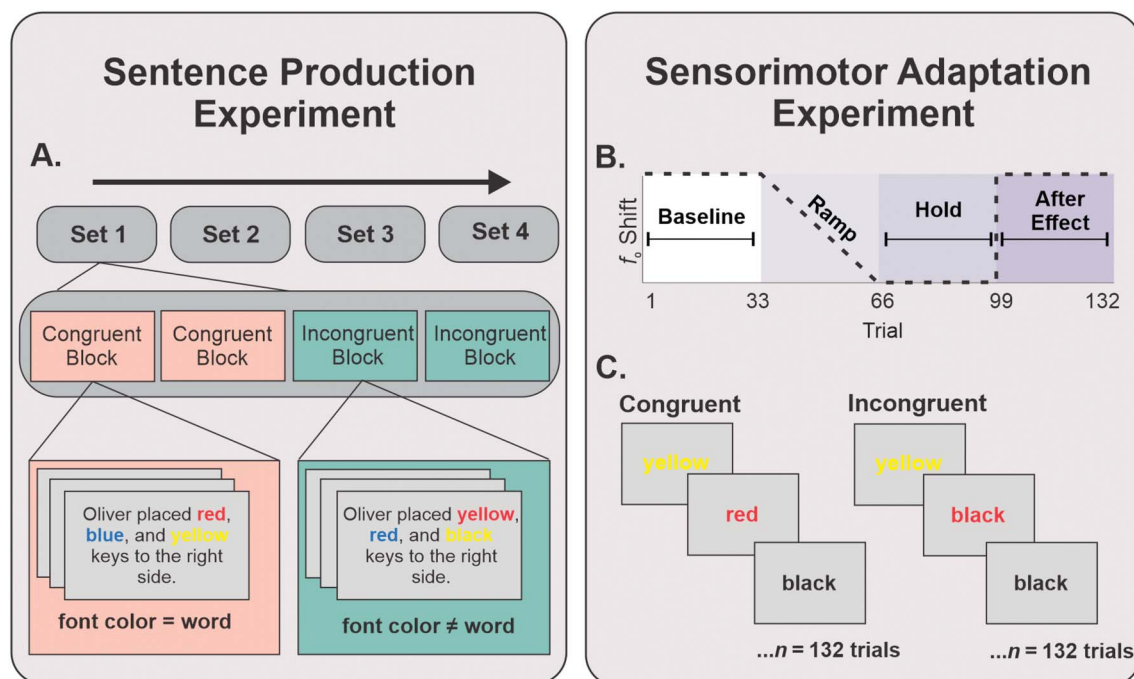 Sentence Production
Experiment
A.
Set 1
Set 2
Set 3
Set 4
Congruent
Block
Congruent
Block
Incongruent
Block
Incongruent
Block
Oliver placed red,
blue, and yellow
keys to the right
side.
font color = word
Oliver placed yellow,
red, and black
keys to the right
side.
font color ≠ word
Sensorimotor Adaptation
Experiment
B.
fo Shift
Baseline
Ramp
Hold
After
Effect
1
33
66
99
132
Trial
C.
Congruent
yellow
red
black
...n = 132 trials
Incongruent
yellow
black
black
...n = 132 trials